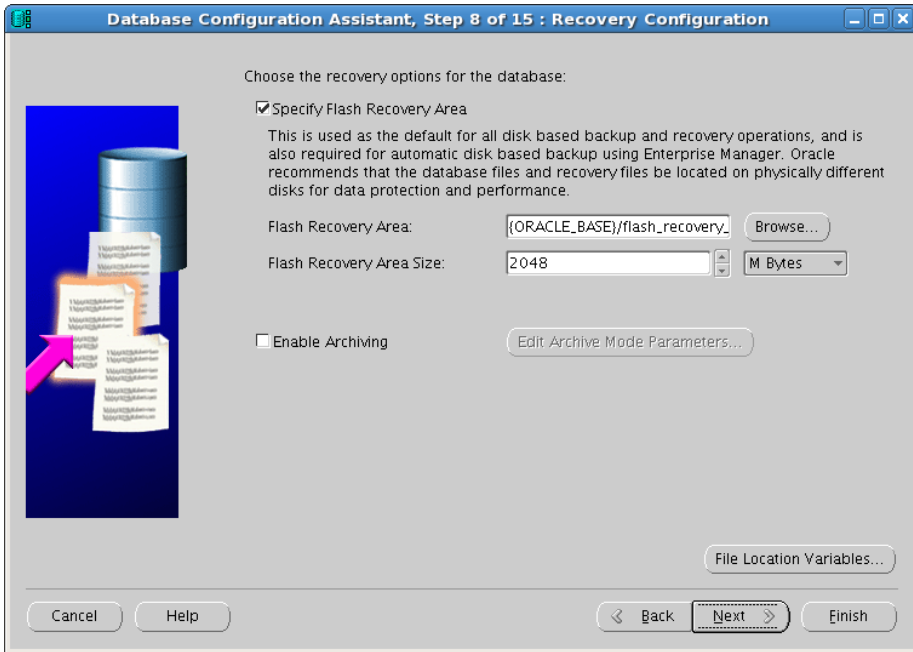 Database Configuration Assistant, Step 8 of 15 : Recovery Configuration
Choose the recovery options for the database:
Specify Flash Recovery Area
This is used as the default for all disk based backup and recovery operations, and is
also required for automatic disk based backup using Enterprise Manager. Oracle
recommends that the database files and recovery files be located on physically different
disks for data protection and performance.
Flash Recovery Area: {ORACLE_BASE}/flash_recovery_ Browse...
Flash Recovery Area Size: 2048 M Bytes
Enable Archiving Edit Archive Mode Parameters...
File Location Variables...
Cancel Help Back Next Finish